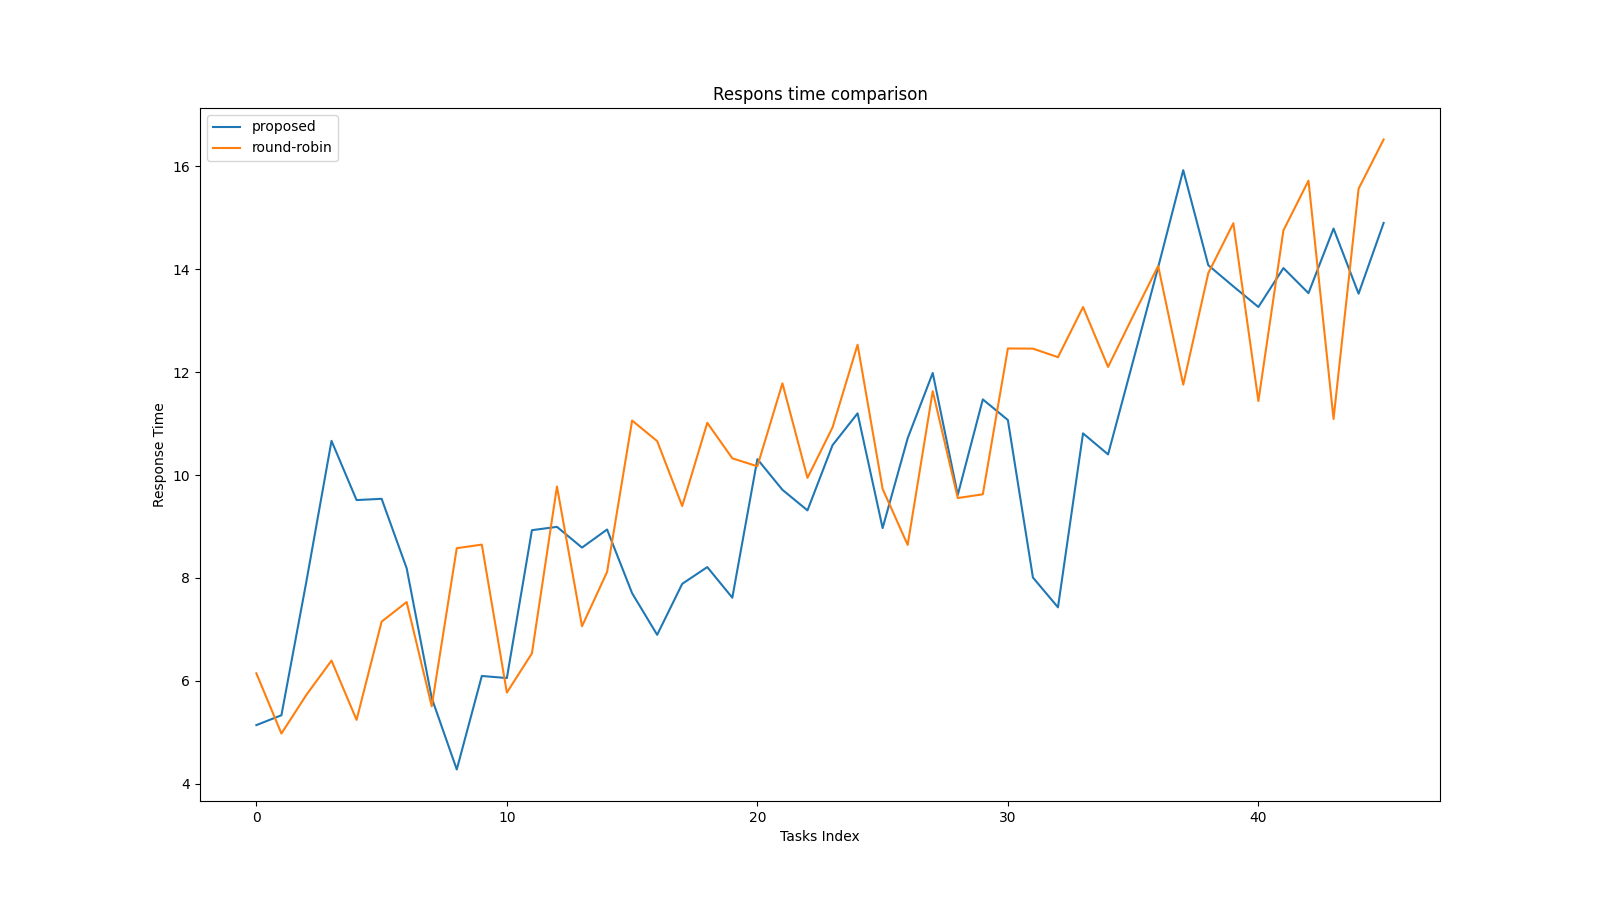 Respons time comparison
proposed
round-robin
16
14
12
10
8
6
4
Response Time
0 10 20 30 40
Tasks Index